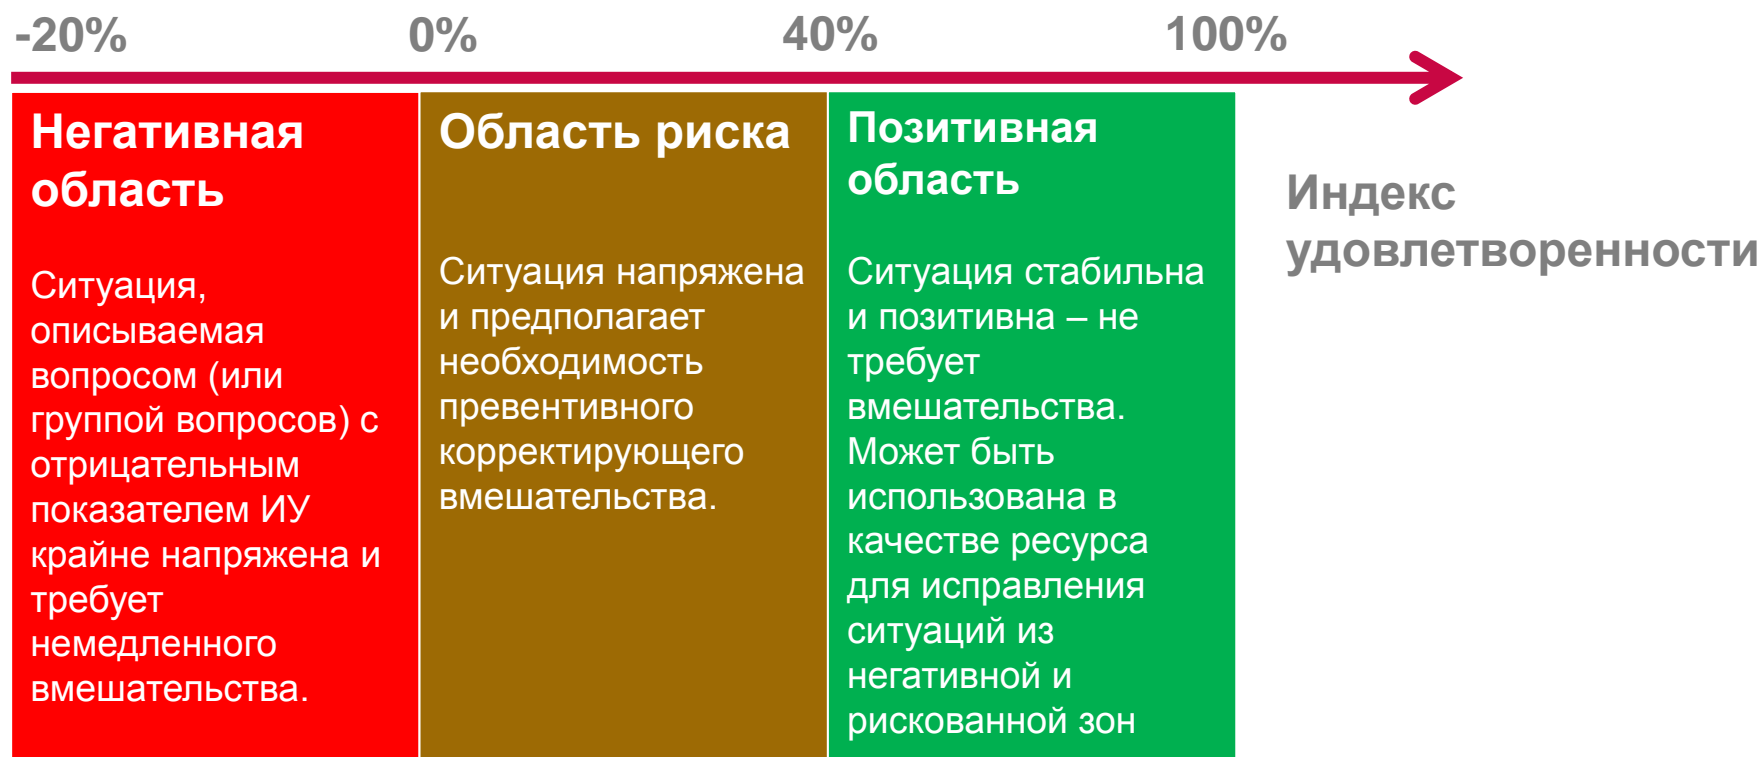 -20%
0%
40%
100%
Негативная
область
Ситуация,
описываемая
вопросом (или
группой вопросов) с
отрицательным
показателем ИУ
крайне напряжена и
требует
немедленного
вмешательства.
Область риска
Ситуация напряжена
и предполагает
необходимость
превентивного
корректирующего
вмешательства.
Позитивная
область
Ситуация стабильна
и позитивна – не
требует
вмешательства.
Может быть
использована в
качестве ресурса
для исправления
ситуаций из
негативной и
рискованной зон
Индекс
удовлетворенности